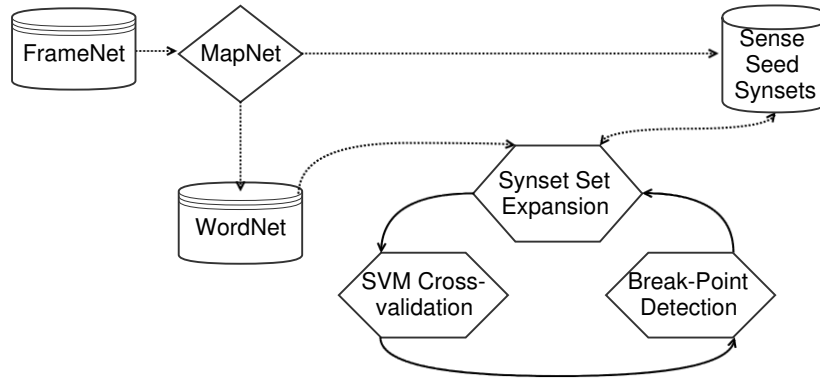 FrameNet
MapNet
Sense
Seed
Synsets
WordNet
Synset Set
Expansion
SVM Cross-
validation
Break-Point
Detection